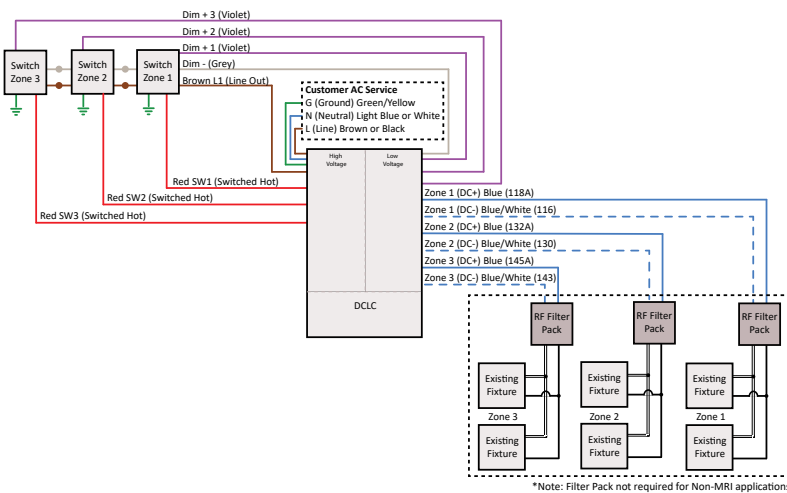 Dim + 3 (Violet)
Dim + 2 (Violet)
Dim + 1 (Violet)
Dim - (Grey)
Brown L1 (Line Out)
Switch
Zone 3
Switch
Zone 2
Switch
Zone 1
Customer AC Service
G (Ground) Green/Yellow
N (Neutral) Light Blue or White
L (Line) Brown or Black
High
Voltage
Low
Voltage
Red SW1 (Switched Hot)
Red SW2 (Switched Hot)
Red SW3 (Switched Hot)
Zone 1 (DC+) Blue (118A)
Zone 1 (DC-) Blue/White (116)
Zone 2 (DC+) Blue (132A)
Zone 2 (DC-) Blue/White (130)
Zone 3 (DC+) Blue (145A)
Zone 3 (DC-) Blue/White (143)
DCLC
RF Filter
Pack
RF Filter
Pack
RF Filter
Pack
Existing
Fixture
Existing
Fixture
Existing
Fixture
Zone 3
Zone 2
Zone 1
Existing
Fixture
Existing
Fixture
Existing
Fixture
*Note: Filter Pack not required for Non-MRI applications